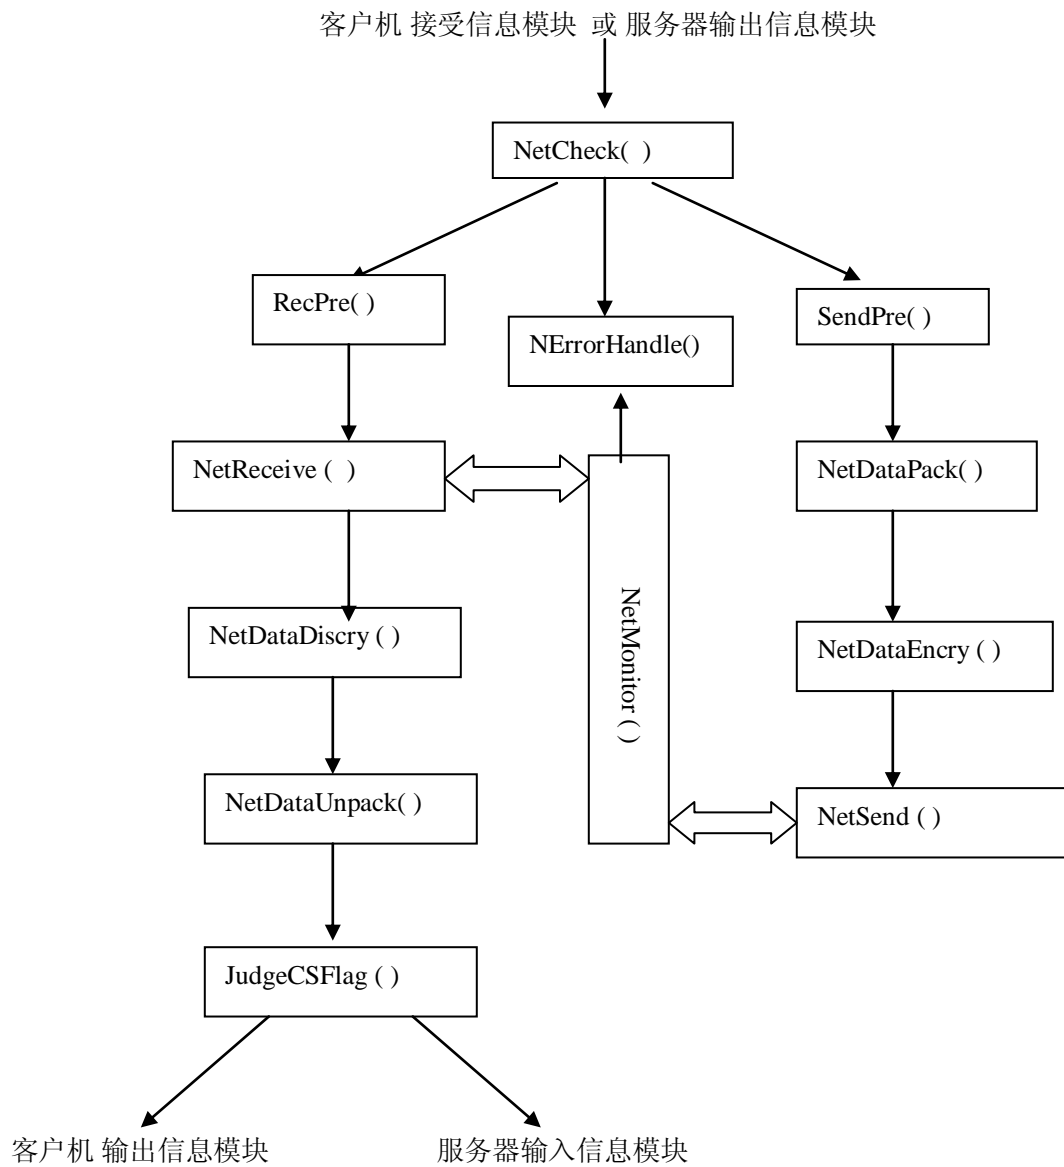 客户机 接受信息模块 或 服务器输出信息模块
NetCheck( )
RecPre( )
SendPre( )
NErrorHandle()
NetReceive ( )
NetDataPack( )
NetMonitor ( )
NetDataDiscry ( )
NetDataEncry ( )
NetDataUnpack( )
NetSend ( )
JudgeCSFlag ( )
客户机 输出信息模块
服务器输入信息模块